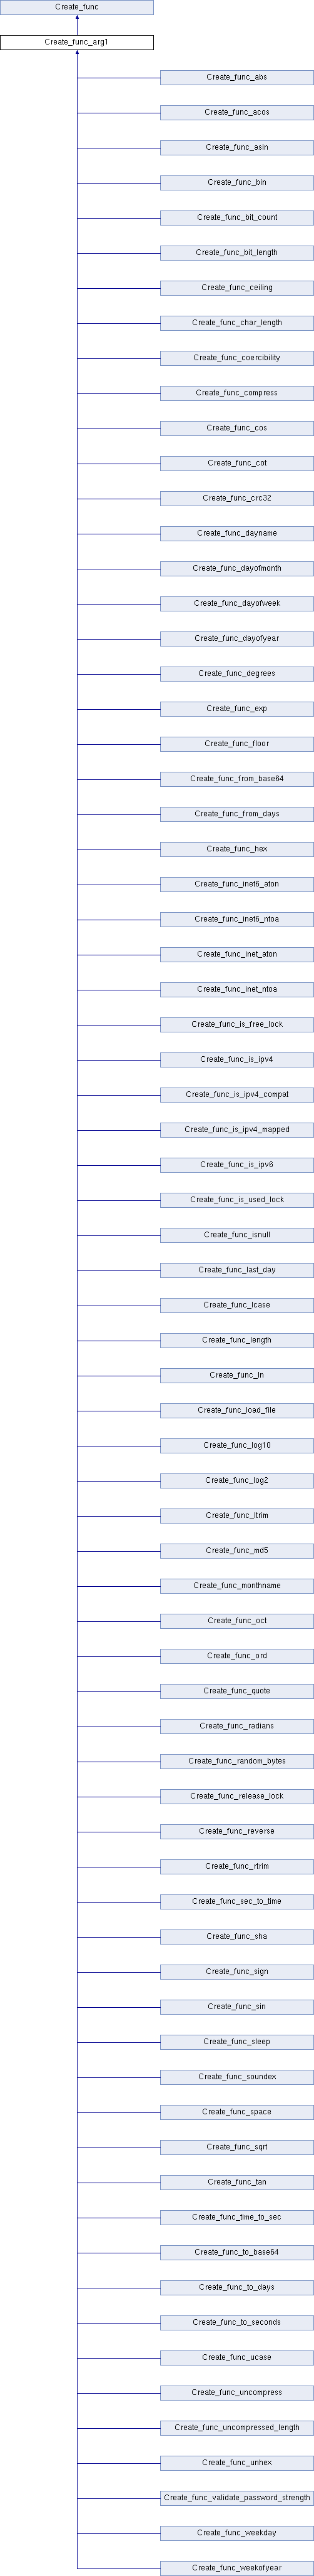 Create_func
Create_func_arg1
Create_func_abs
Create_func_acos
Create_func_asin
Create_func_bin
Create_func_bit_count
Create_func_bit_length
Create_func_ceiling
Create_func_char_length
Create_func_coercibility
Create_func_compress
Create_func_cos
Create_func_cot
Create_func_crc32
Create_func_dayname
Create_func_dayofmonth
Create_func_dayofweek
Create_func_dayofyear
Create_func_degrees
Create_func_exp
Create_func_floor
Create_func_from_base64
Create_func_from_days
Create_func_hex
Create_func_inet6_aton
Create_func_inet6_ntoa
Create_func_inet_aton
Create_func_inet_ntoa
Create_func_is_free_lock
Create_func_is_ipv4
Create_func_is_ipv4_compat
Create_func_is_ipv4_mapped
Create_func_is_ipv6
Create_func_is_used_lock
Create_func_isnull
Create_func_last_day
Create_func_lcase
Create_func_length
Create_func_ln
Create_func_load_file
Create_func_log10
Create_func_log2
Create_func_ltrim
Create_func_md5
Create_func_monthname
Create_func_oct
Create_func_ord
Create_func_quote
Create_func_radians
Create_func_random_bytes
Create_func_release_lock
Create_func_reverse
Create_func_rtrim
Create_func_sec_to_time
Create_func_sha
Create_func_sign
Create_func_sin
Create_func_sleep
Create_func_soundex
Create_func_space
Create_func_sqrt
Create_func_tan
Create_func_time_to_sec
Create_func_to_base64
Create_func_to_days
Create_func_to_seconds
Create_func_ucase
Create_func_uncompress
Create_func_uncompressed_length
Create_func_unhex
Create_func_validate_password_strength
Create_func_weekday
Create_func_weekofyear